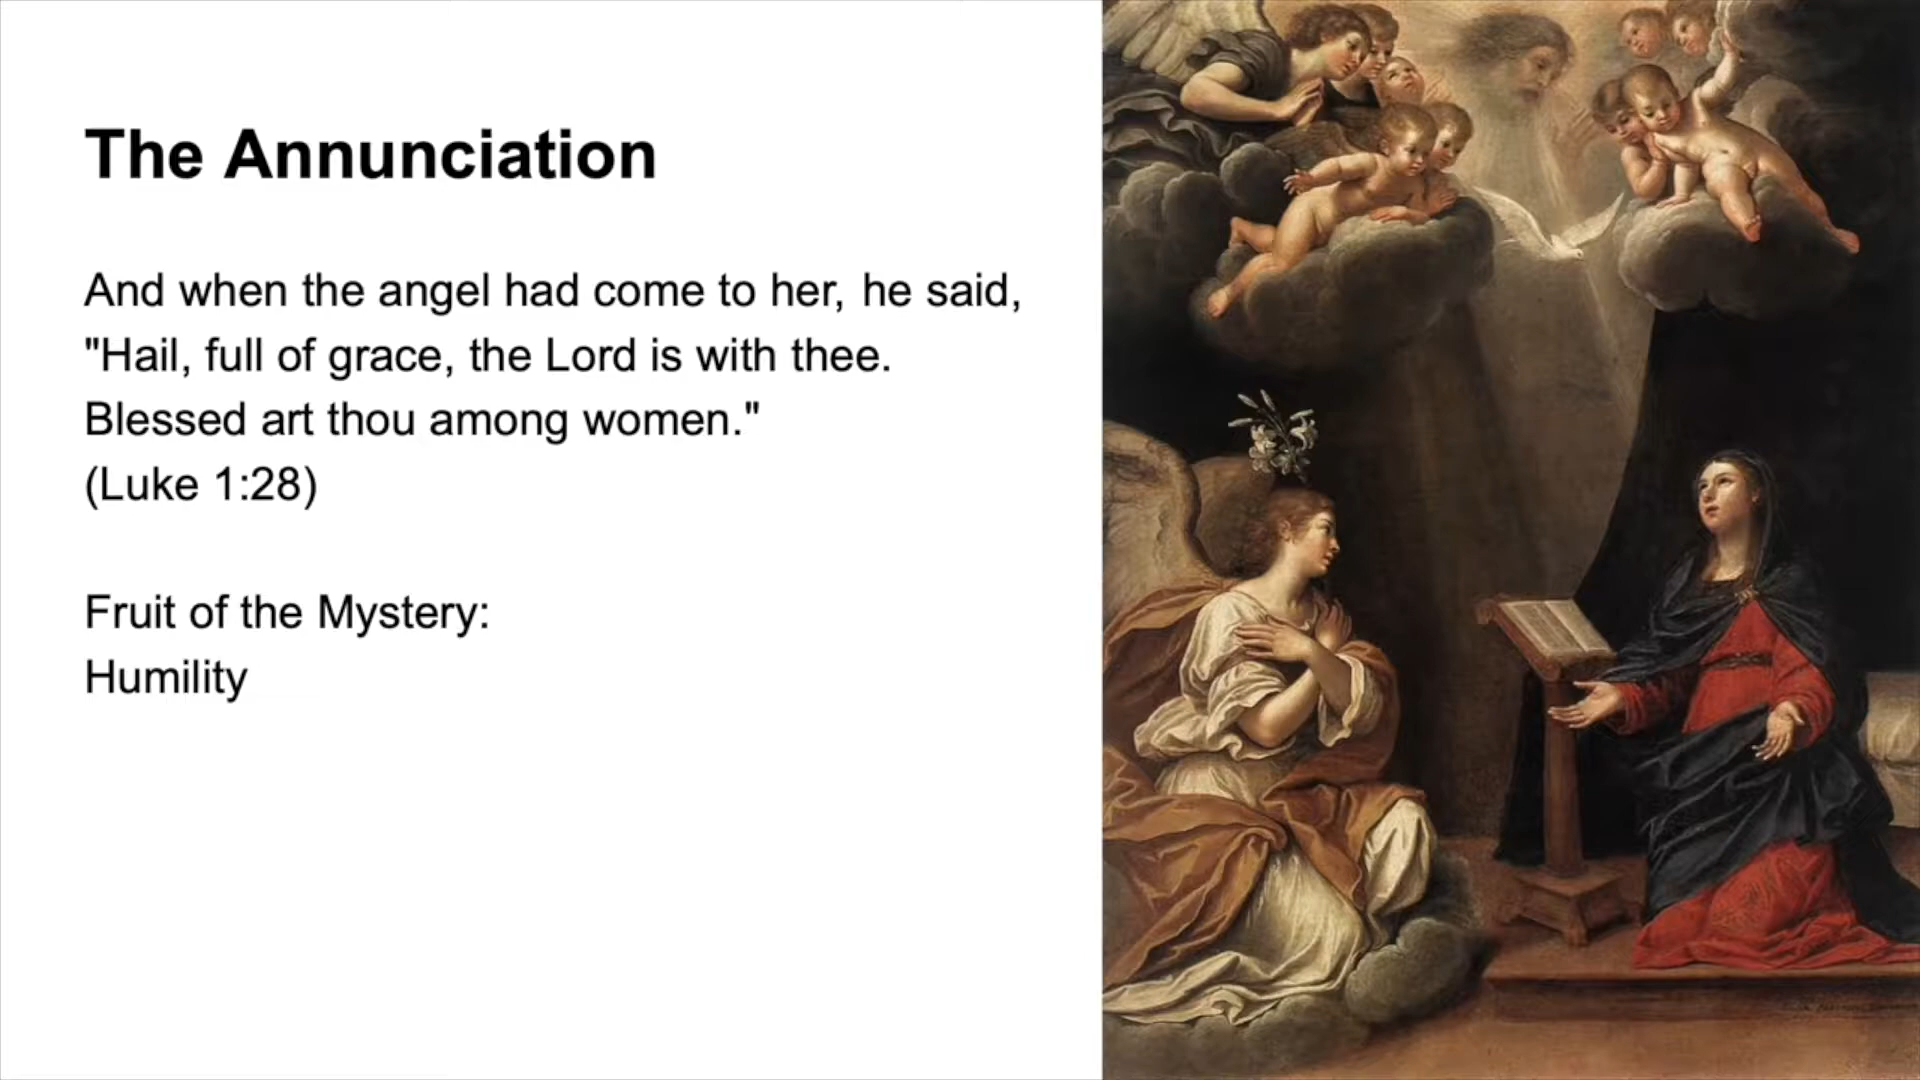 The Annunciation
And when the angel had come to her, he said,
"Hail, full of grace, the Lord is with thee.
Blessed art thou among women."
(Luke 1:28)
Fruit of the Mystery:
Humility